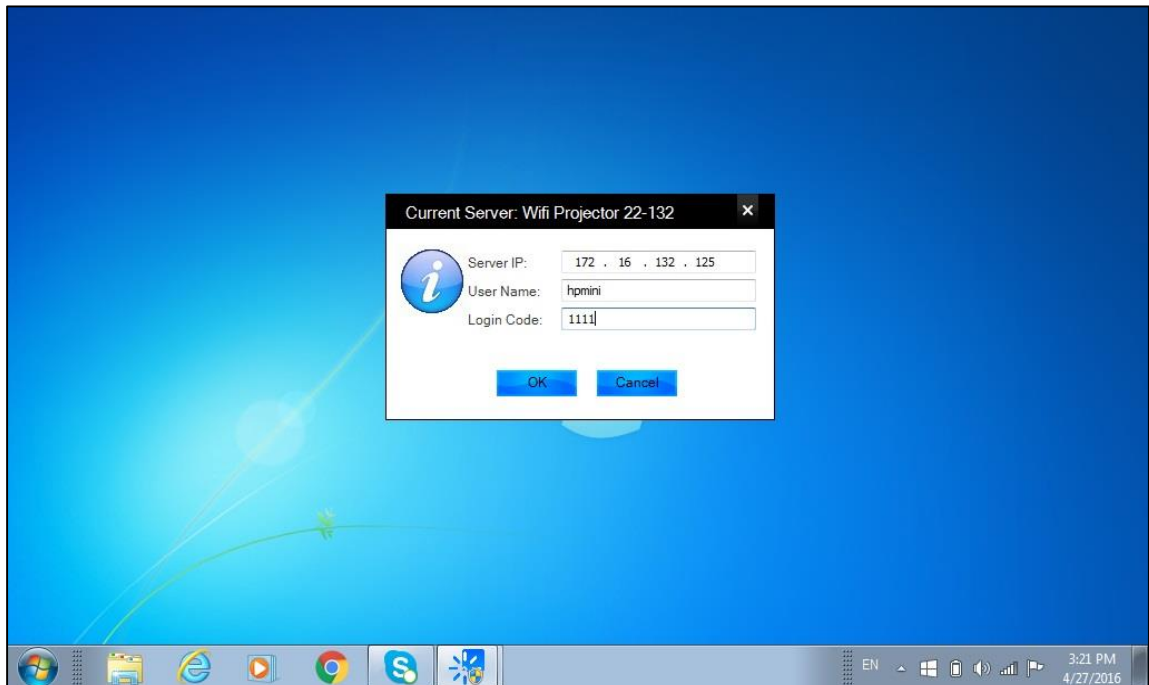 Current Server: Wifi Projector 22-132
Server IP: 172 . 16 . 132 . 125
User Name: hpmini
Login Code: 1111
OK Cancel
EN 3:21 PM
4/27/2016